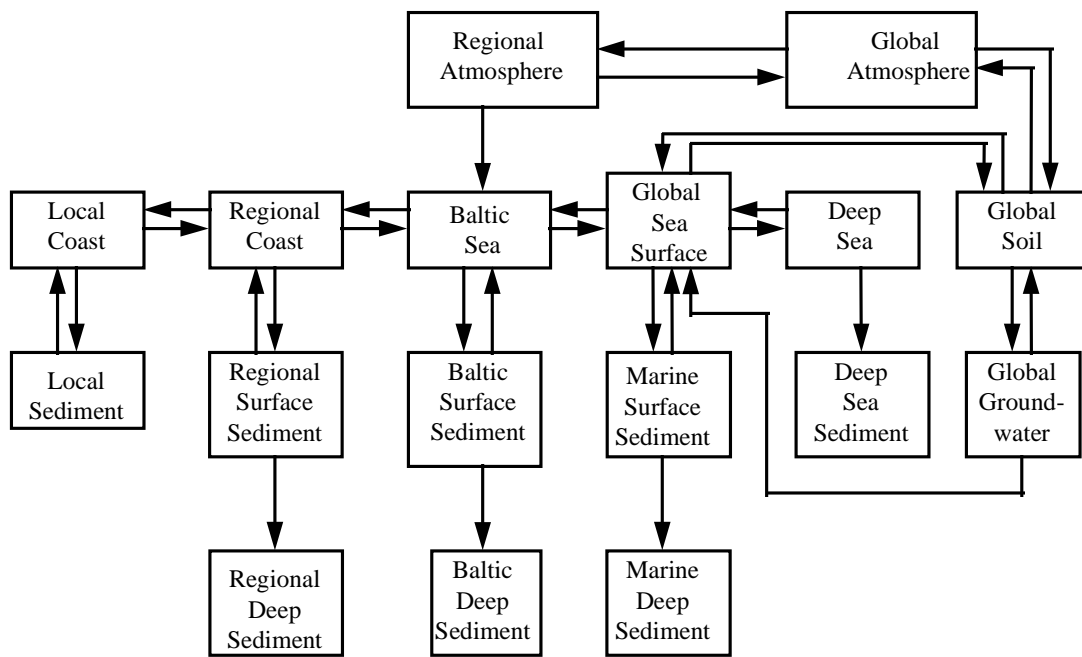 Regional
Atmosphere
Global
Atmosphere
Local
Coast
Regional
Coast
Baltic
Sea
Global
Sea
Surface
Deep
Sea
Global
Soil
Local
Sediment
Regional
Surface
Sediment
Baltic
Surface
Sediment
Marine
Surface
Sediment
Deep
Sea
Sediment
Global
Ground-
water
Regional
Deep
Sediment
Baltic
Deep
Sediment
Marine
Deep
Sediment